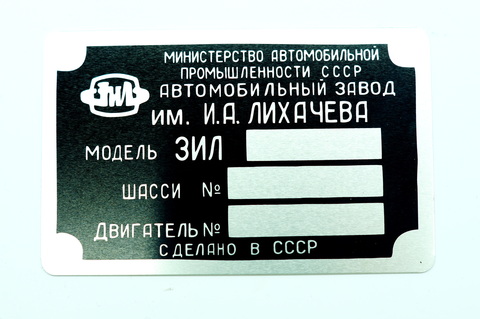 МИНИСТЕРСТВО АВТОМОБИЛЬНОЙ
ПРОМЫШЛЕННОСТИ СССР
ЗИЛ
АВТОМОБИЛЬНЫЙ ЗАВОД
ИМ. И.А. ЛИХАЧЕВА
МОДЕЛЬ ЗИЛ
ШАССИ №
ДВИГАТЕЛЬ №
СДЕЛАНО В СССР